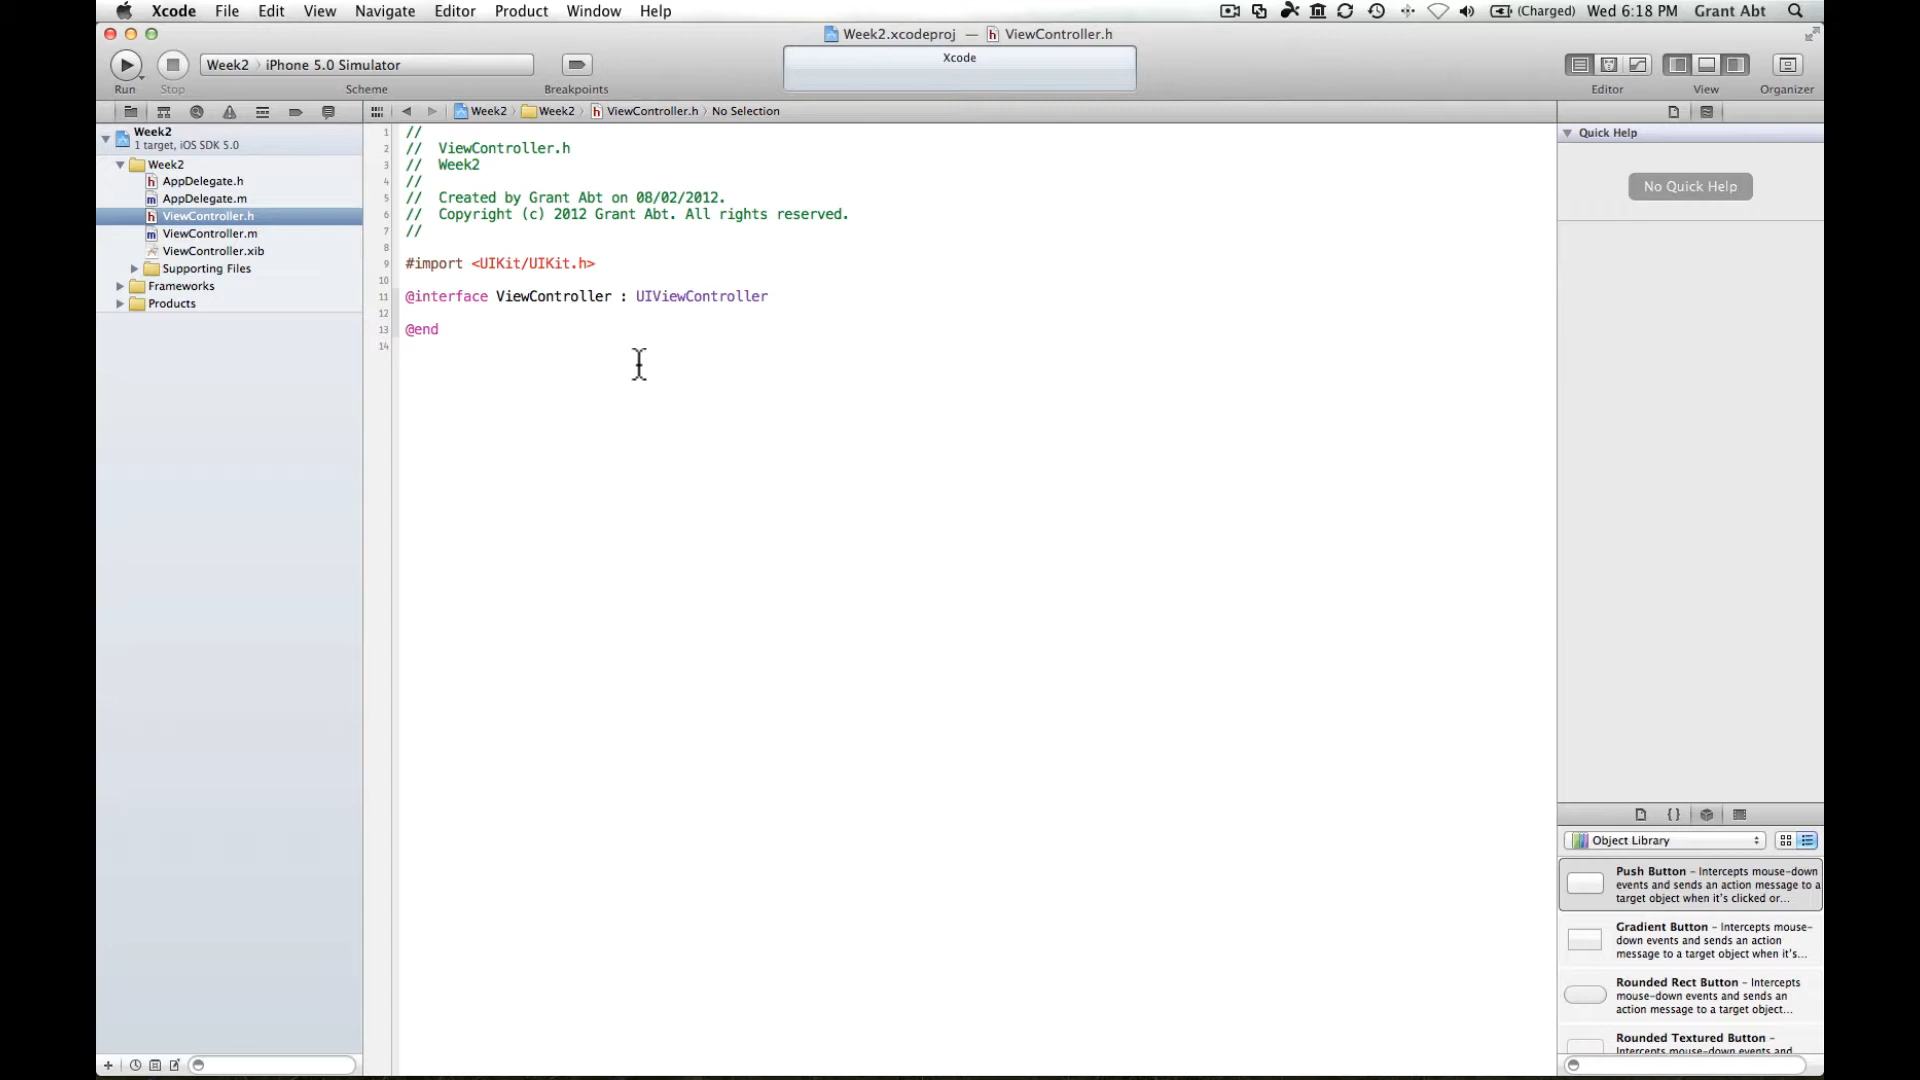 Xcode File Edit View Navigate Editor Product Window Help (Charged) Wed 6:18 PM Grant Abt
Week2.xcodeproj — ViewController.h
Week2 iPhone 5.0 Simulator
Xcode
Run Stop Scheme Breakpoints Editor View Organizer
Week2 Week2 ViewController.h No Selection
Week2
1 target, iOS SDK 5.0
Week2
AppDelegate.h
AppDelegate.m
ViewController.h
ViewController.m
ViewController.xib
Supporting Files
Frameworks
Products
1 //
2 // ViewController.h
3 // Week2
4 //
5 // Created by Grant Abt on 08/02/2012.
6 // Copyright (c) 2012 Grant Abt. All rights reserved.
7 //
8
9 #import <UIKit/UIKit.h>
10
11 @interface ViewController : UIViewController
12
13 @end
14
Quick Help
No Quick Help
{ }
Object Library
Push Button – Intercepts mouse-down
events and sends an action message to a
target object when it's clicked or...
Gradient Button – Intercepts mouse-
down events and sends an action
message to a target object when it's...
Rounded Rect Button – Intercepts
mouse-down events and sends an
action message to a target object...
Rounded Textured Button –
Intercepts mouse-down events and